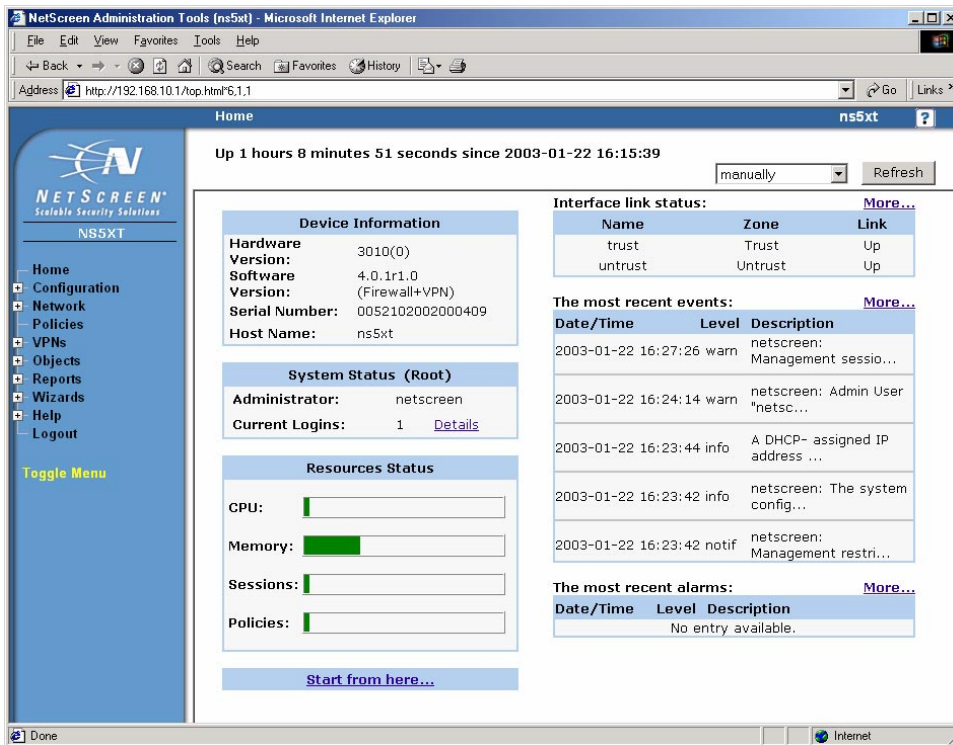 NetScreen Administration Tools (ns5xt) - Microsoft Internet Explorer
File Edit View Favorites Tools Help
Back Search Favorites History
Address http://192.168.10.1/top.html*6,1,1 Go Links »
Home ns5xt ?
N
NETSCREEN®
Scalable Security Solutions
NS5XT
Home
Configuration
Network
Policies
VPNs
Objects
Reports
Wizards
Help
Logout
Toggle Menu
Up 1 hours 8 minutes 51 seconds since 2003-01-22 16:15:39
manually Refresh
Device Information
Hardware Version: 3010(0)
Software Version: 4.0.1r1.0 (Firewall+VPN)
Serial Number: 0052102002000409
Host Name: ns5xt
System Status (Root)
Administrator: netscreen
Current Logins: 1 Details
Resources Status
CPU:
Memory:
Sessions:
Policies:
Start from here...
Interface link status: More...
Name Zone Link
trust Trust Up
untrust Untrust Up
The most recent events: More...
Date/Time Level Description
2003-01-22 16:27:26 warn netscreen: Management sessio...
2003-01-22 16:24:14 warn netscreen: Admin User "netsc...
2003-01-22 16:23:44 info A DHCP- assigned IP address ...
2003-01-22 16:23:42 info netscreen: The system config...
2003-01-22 16:23:42 notif netscreen: Management restri...
The most recent alarms: More...
Date/Time Level Description
No entry available.
Done Internet